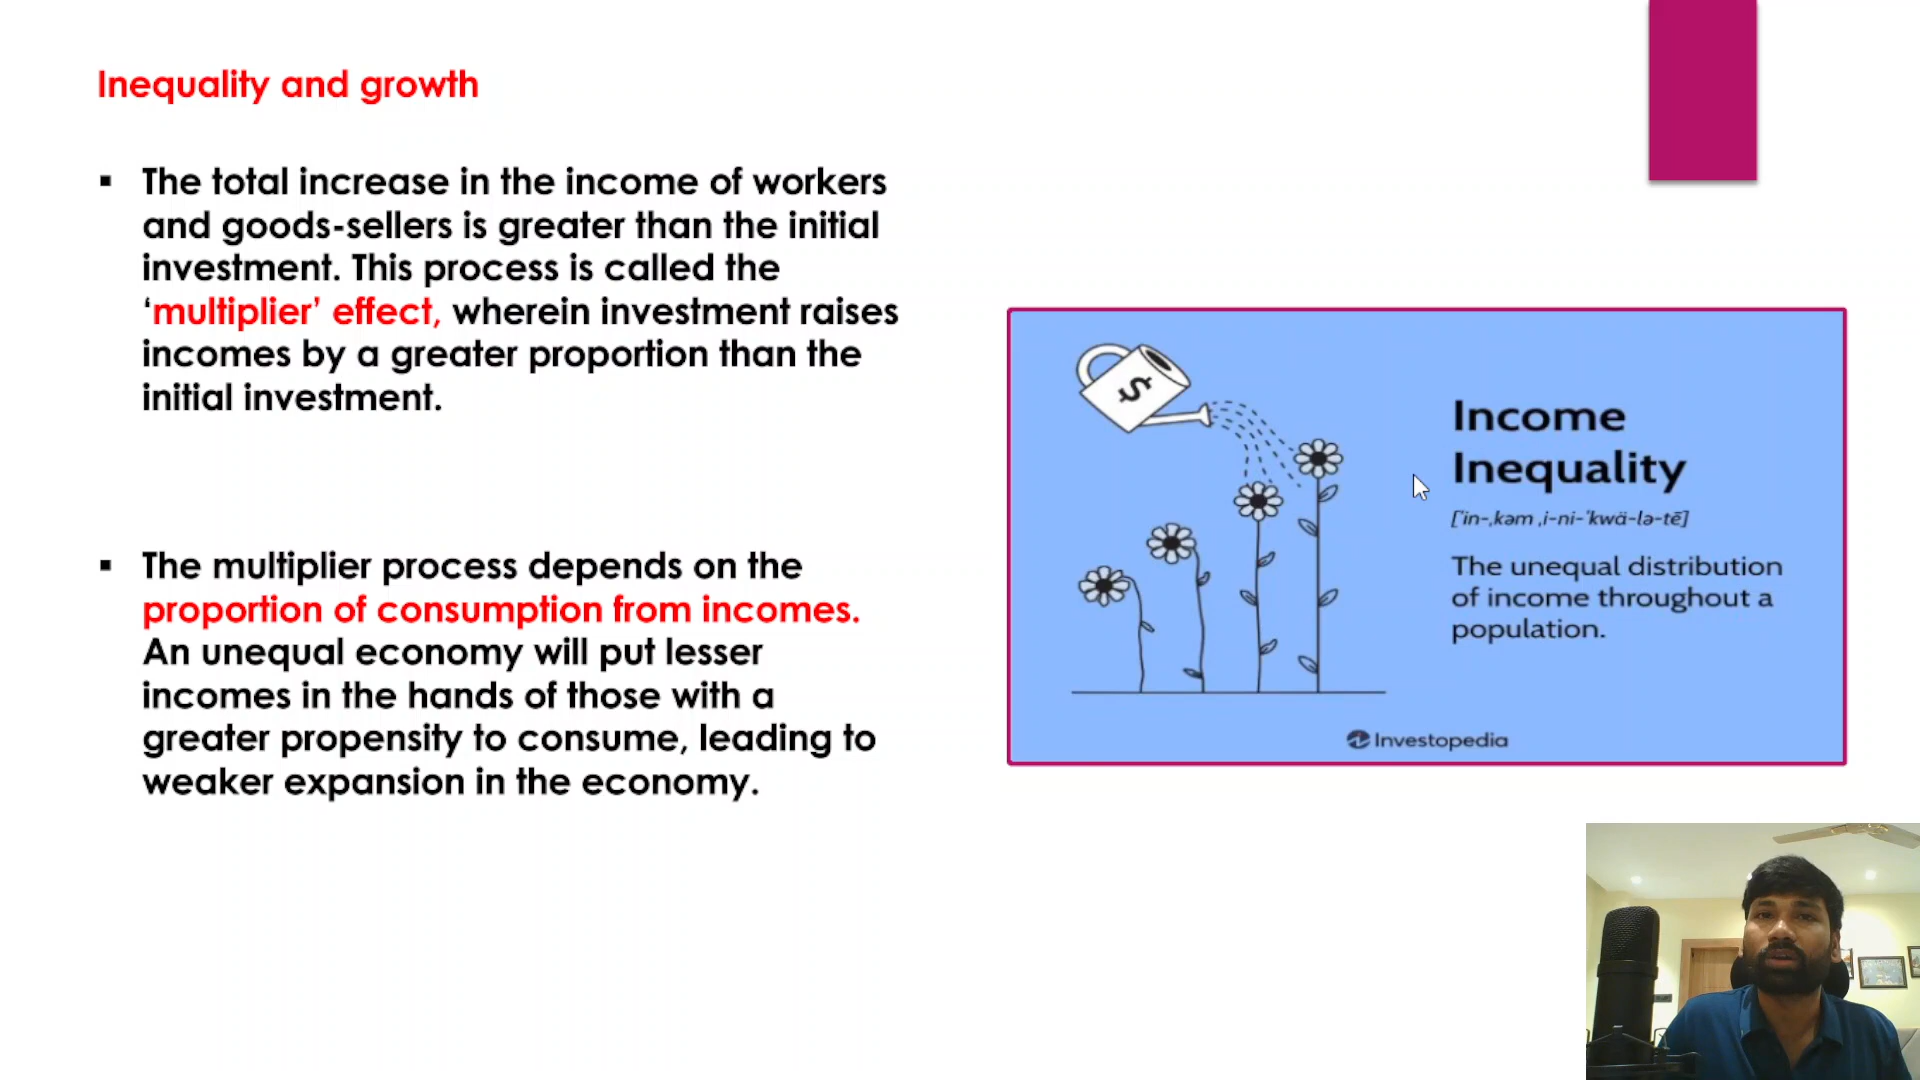 Inequality and growth
▪ The total increase in the income of workers
and goods-sellers is greater than the initial
investment. This process is called the
‘multiplier’ effect, wherein investment raises
incomes by a greater proportion than the
initial investment.
▪ The multiplier process depends on the
proportion of consumption from incomes.
An unequal economy will put lesser
incomes in the hands of those with a
greater propensity to consume, leading to
weaker expansion in the economy.
$
Income
Inequality
['in-,kəm ,i-ni-'kwä-lə-tē]
The unequal distribution
of income throughout a
population.
Investopedia